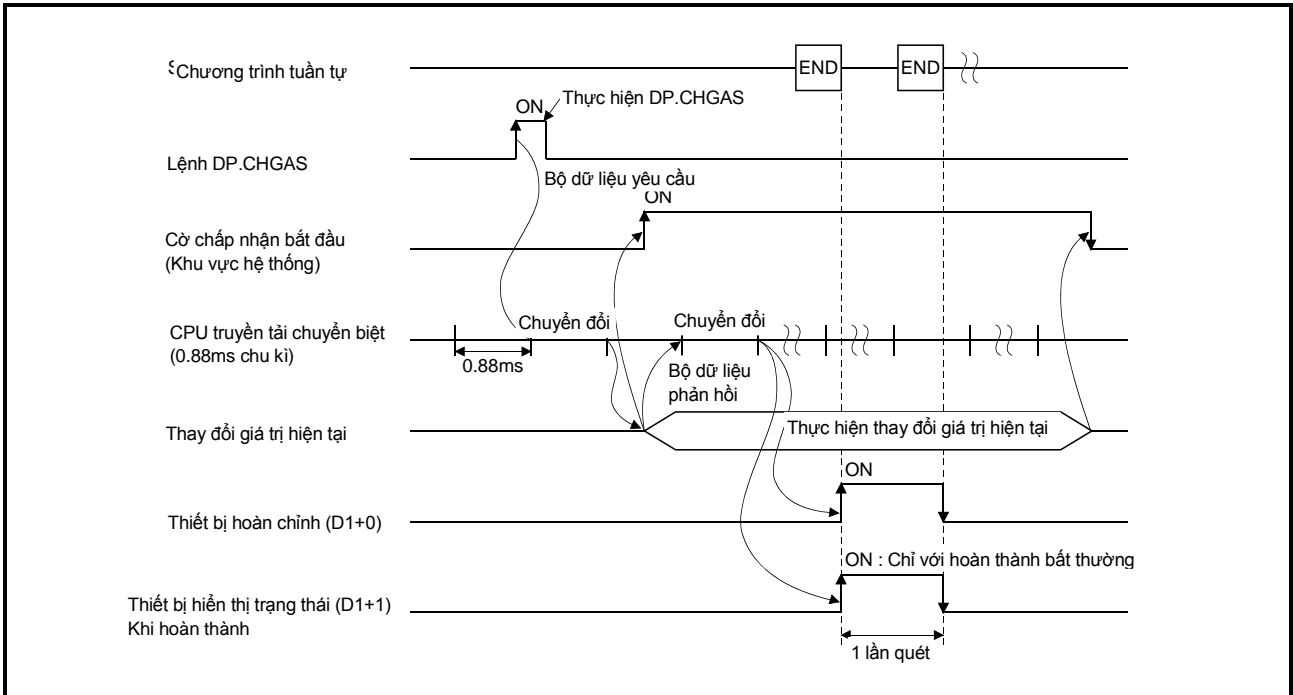 Chương trình tuần tự
END
END
ON
Thực hiện DP.CHGAS
Lệnh DP.CHGAS
Bộ dữ liệu yêu cầu
ON
Cờ chấp nhận bắt đầu
(Khu vực hệ thống)
CPU truyền tải chuyển biệt
(0.88ms chu kì)
Chuyển đổi
Chuyển đổi
0.88ms
Bộ dữ liệu
phản hồi
Thay đổi giá trị hiện tại
Thực hiện thay đổi giá trị hiện tại
ON
Thiết bị hoàn chỉnh (D1+0)
ON : Chỉ với hoàn thành bất thường
Thiết bị hiển thị trạng thái (D1+1)
Khi hoàn thành
1 lần quét